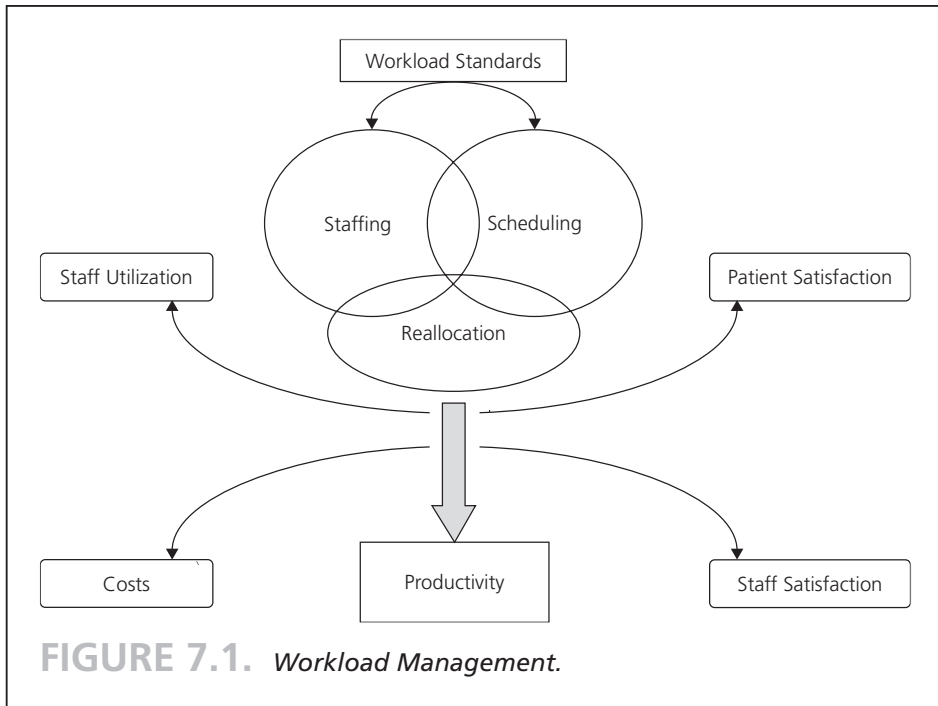 Workload Standards
Staffing
Scheduling
Staff Utilization
Patient Satisfaction
Reallocation
Costs
Productivity
Staff Satisfaction
FIGURE 7.1. Workload Management.